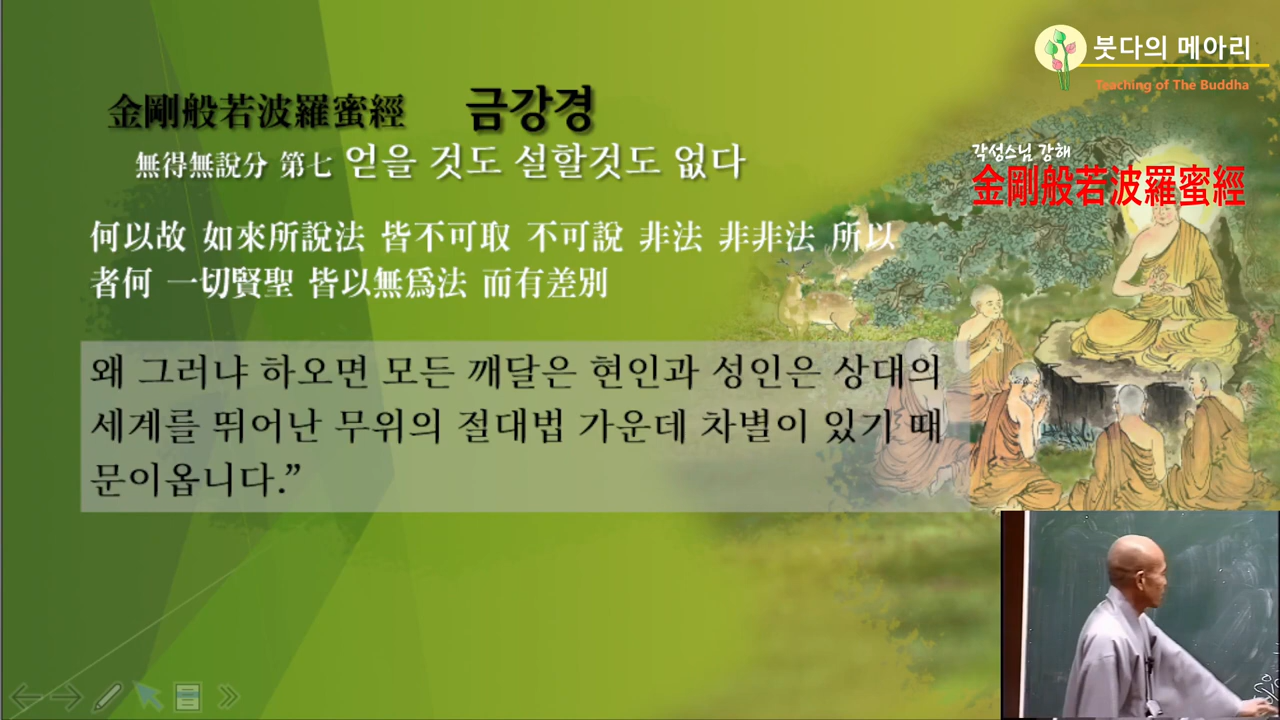 붓다의 메아리
Teaching of The Buddha
金剛般若波羅蜜經 금강경
無得無說分 第七 얻을 것도 설할것도 없다
각성스님 강해
金剛般若波羅蜜經
何以故 如來所說法 皆不可取 不可說 非法 非非法 所以
者何 一切賢聖 皆以無爲法 而有差別
왜 그러냐 하오면 모든 깨달은 현인과 성인은 상대의
세계를 뛰어난 무위의 절대법 가운데 차별이 있기 때
문이옵니다.”